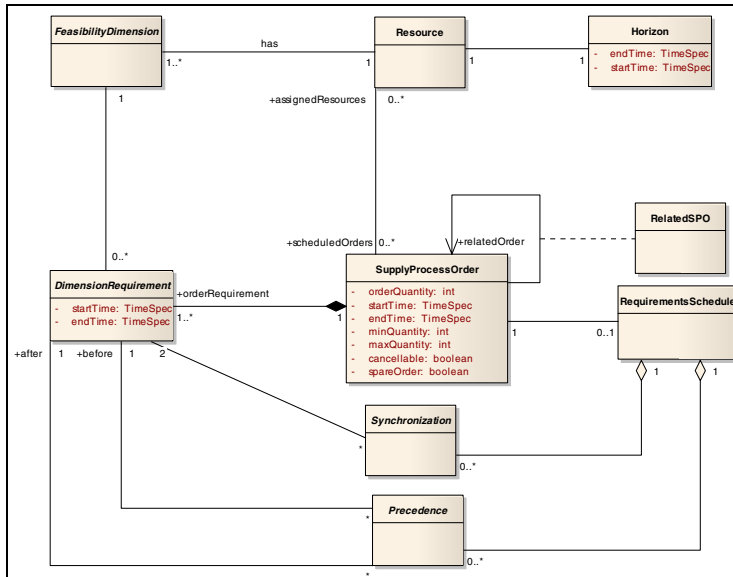 FeasibilityDimension
has
1..*
1
Resource
1
1
Horizon
- endTime: TimeSpec
- startTime: TimeSpec
1
+assignedResources
0..*
RelatedSPO
+relatedOrder
0..*
+scheduledOrders
0..*
DimensionRequirement
- startTime: TimeSpec
- endTime: TimeSpec
+orderRequirement
1..*
1
SupplyProcessOrder
- orderQuantity: int
- startTime: TimeSpec
- endTime: TimeSpec
- minQuantity: int
- maxQuantity: int
- cancellable: boolean
- spareOrder: boolean
1
0..1
RequirementsSchedule
+after
1
+before
1
2
1
1
Synchronization
*
0..*
Precedence
*
0..*
*